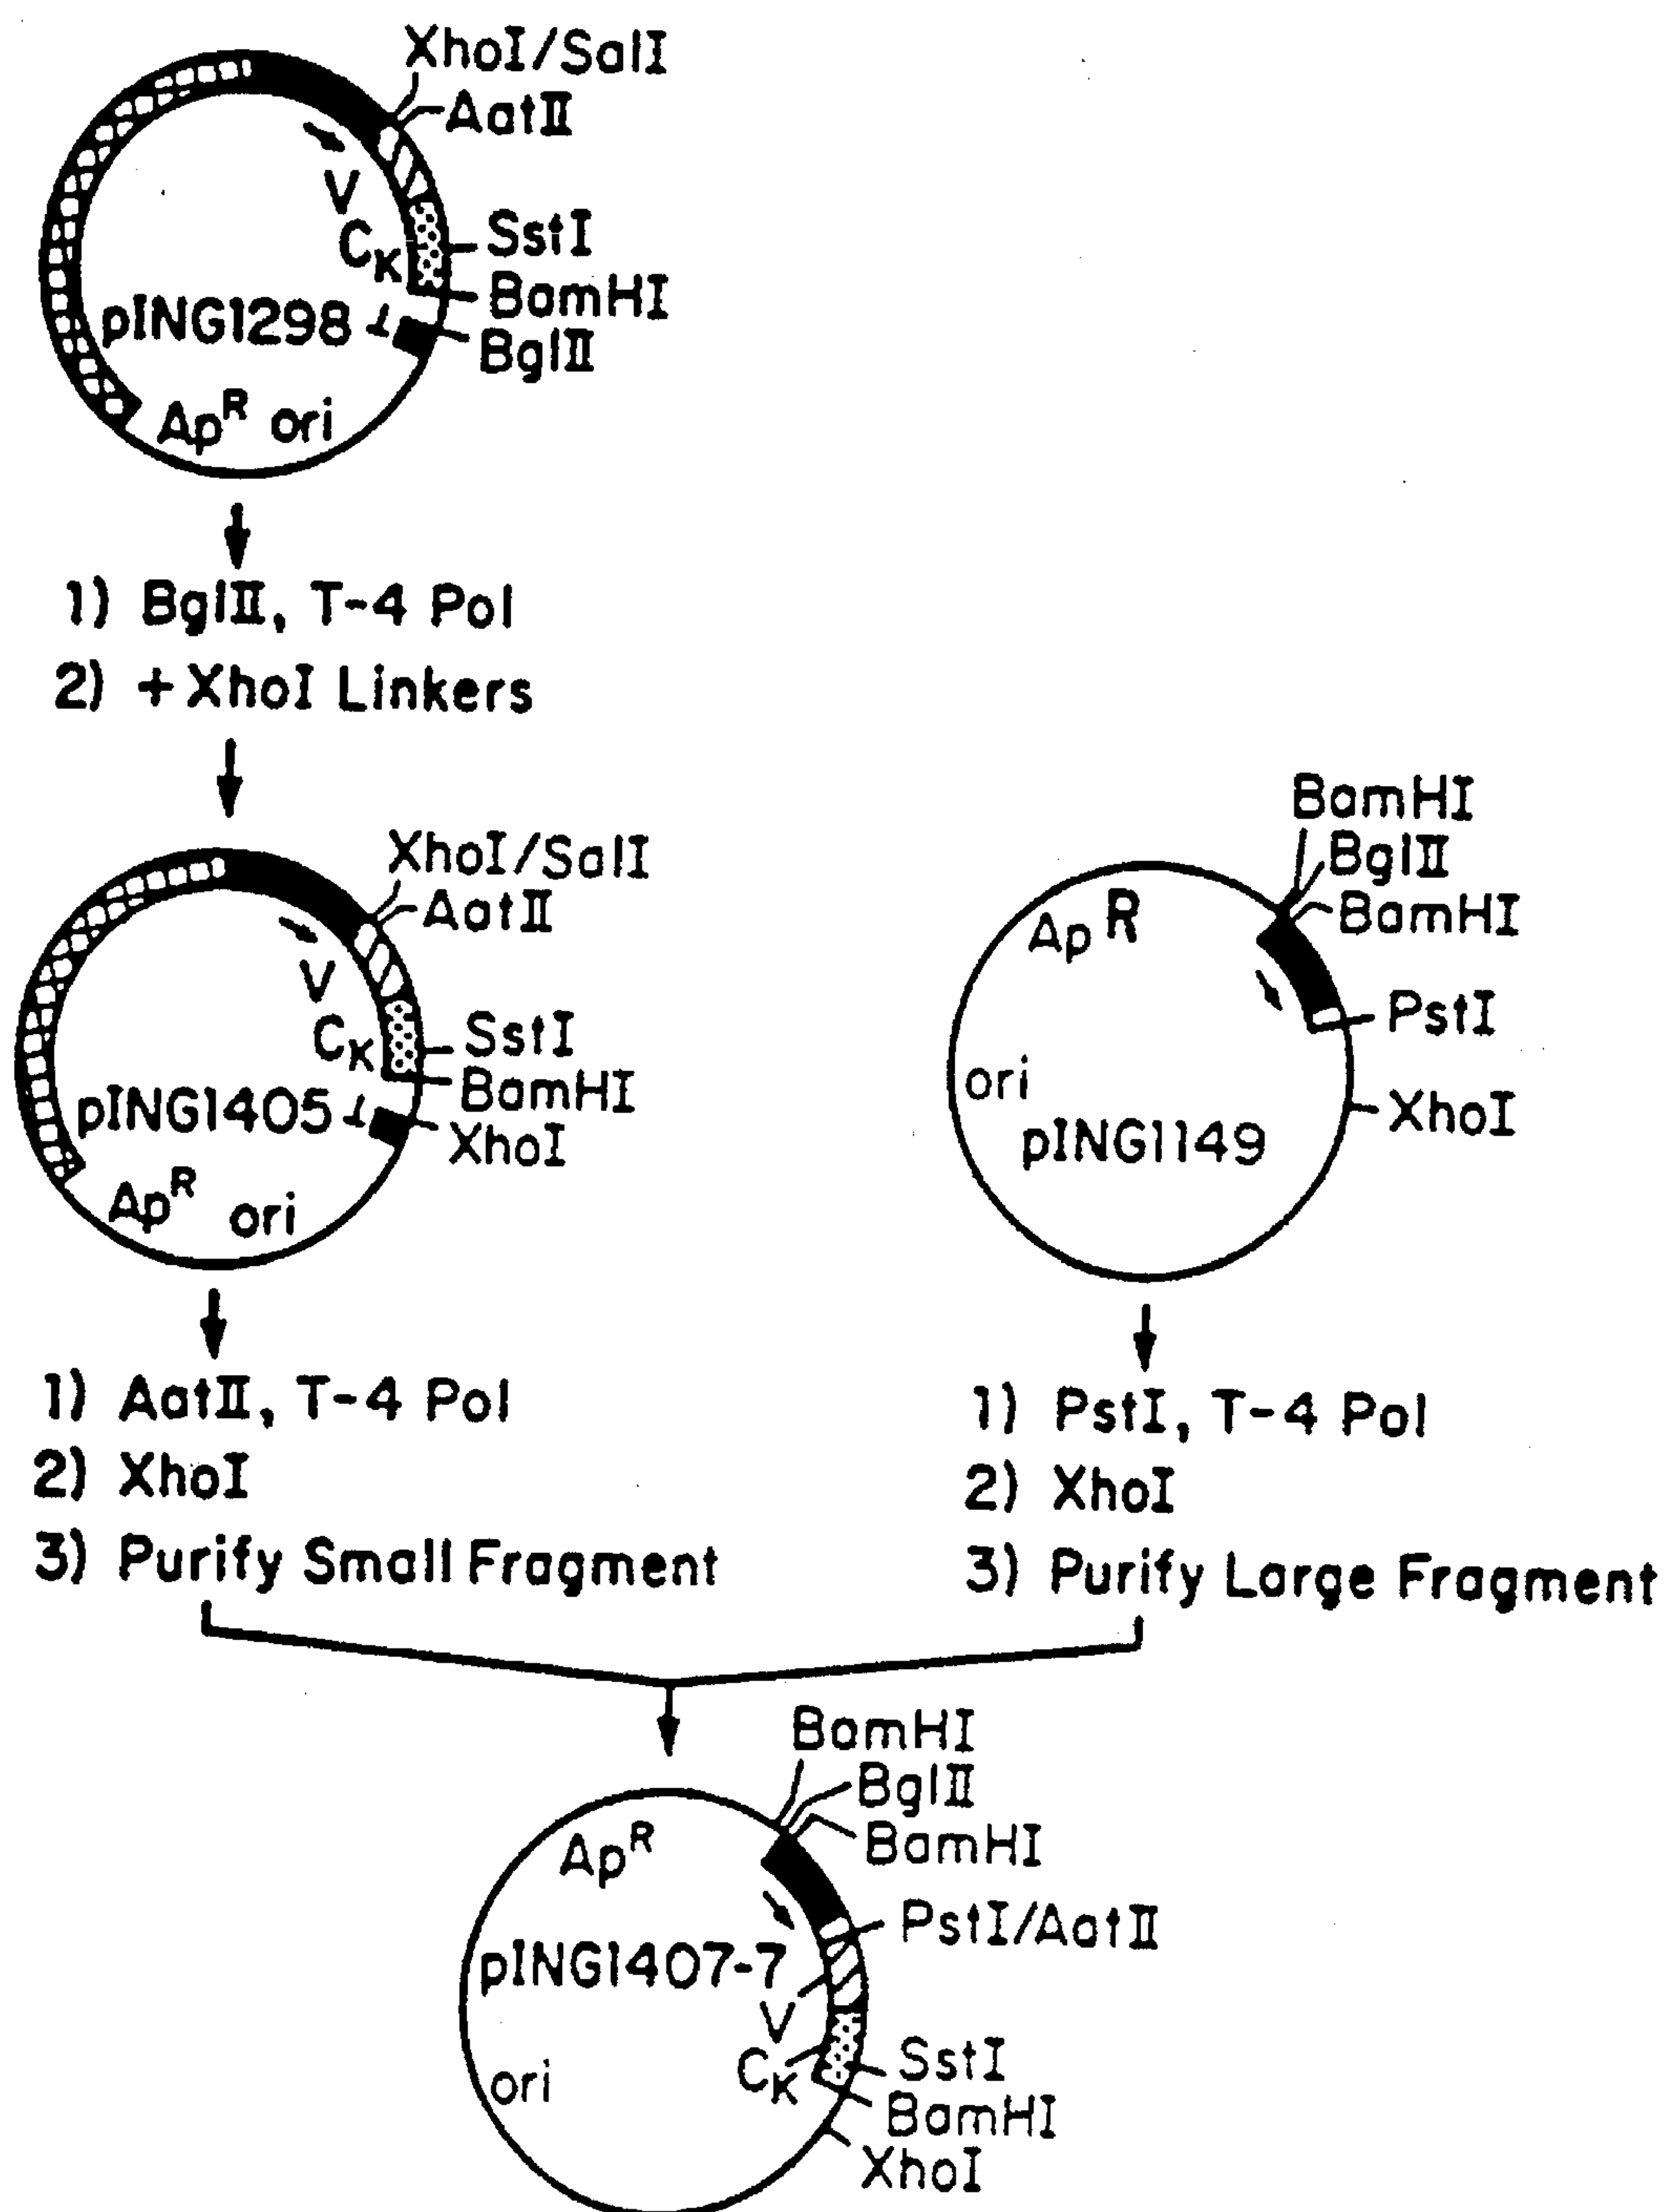 XhoI/SalI
AatII
V
CK
SstI
BamHI
pING1298
BglII
ApR ori
1) BglII, T-4 Pol
2) +XhoI Linkers
XhoI/SalI
AatII
V
CK
SstI
BamHI
pING1405
XhoI
ApR ori
BamHI
BglII
BamHI
ApR
PstI
ori
XhoI
pING1149
1) AatII, T-4 Pol
2) XhoI
3) Purify Small Fragment
1) PstI, T-4 Pol
2) XhoI
3) Purify Large Fragment
BamHI
BglII
BamHI
ApR
PstI/AatII
pING1407-7
V
CK
SstI
ori
BamHI
XhoI